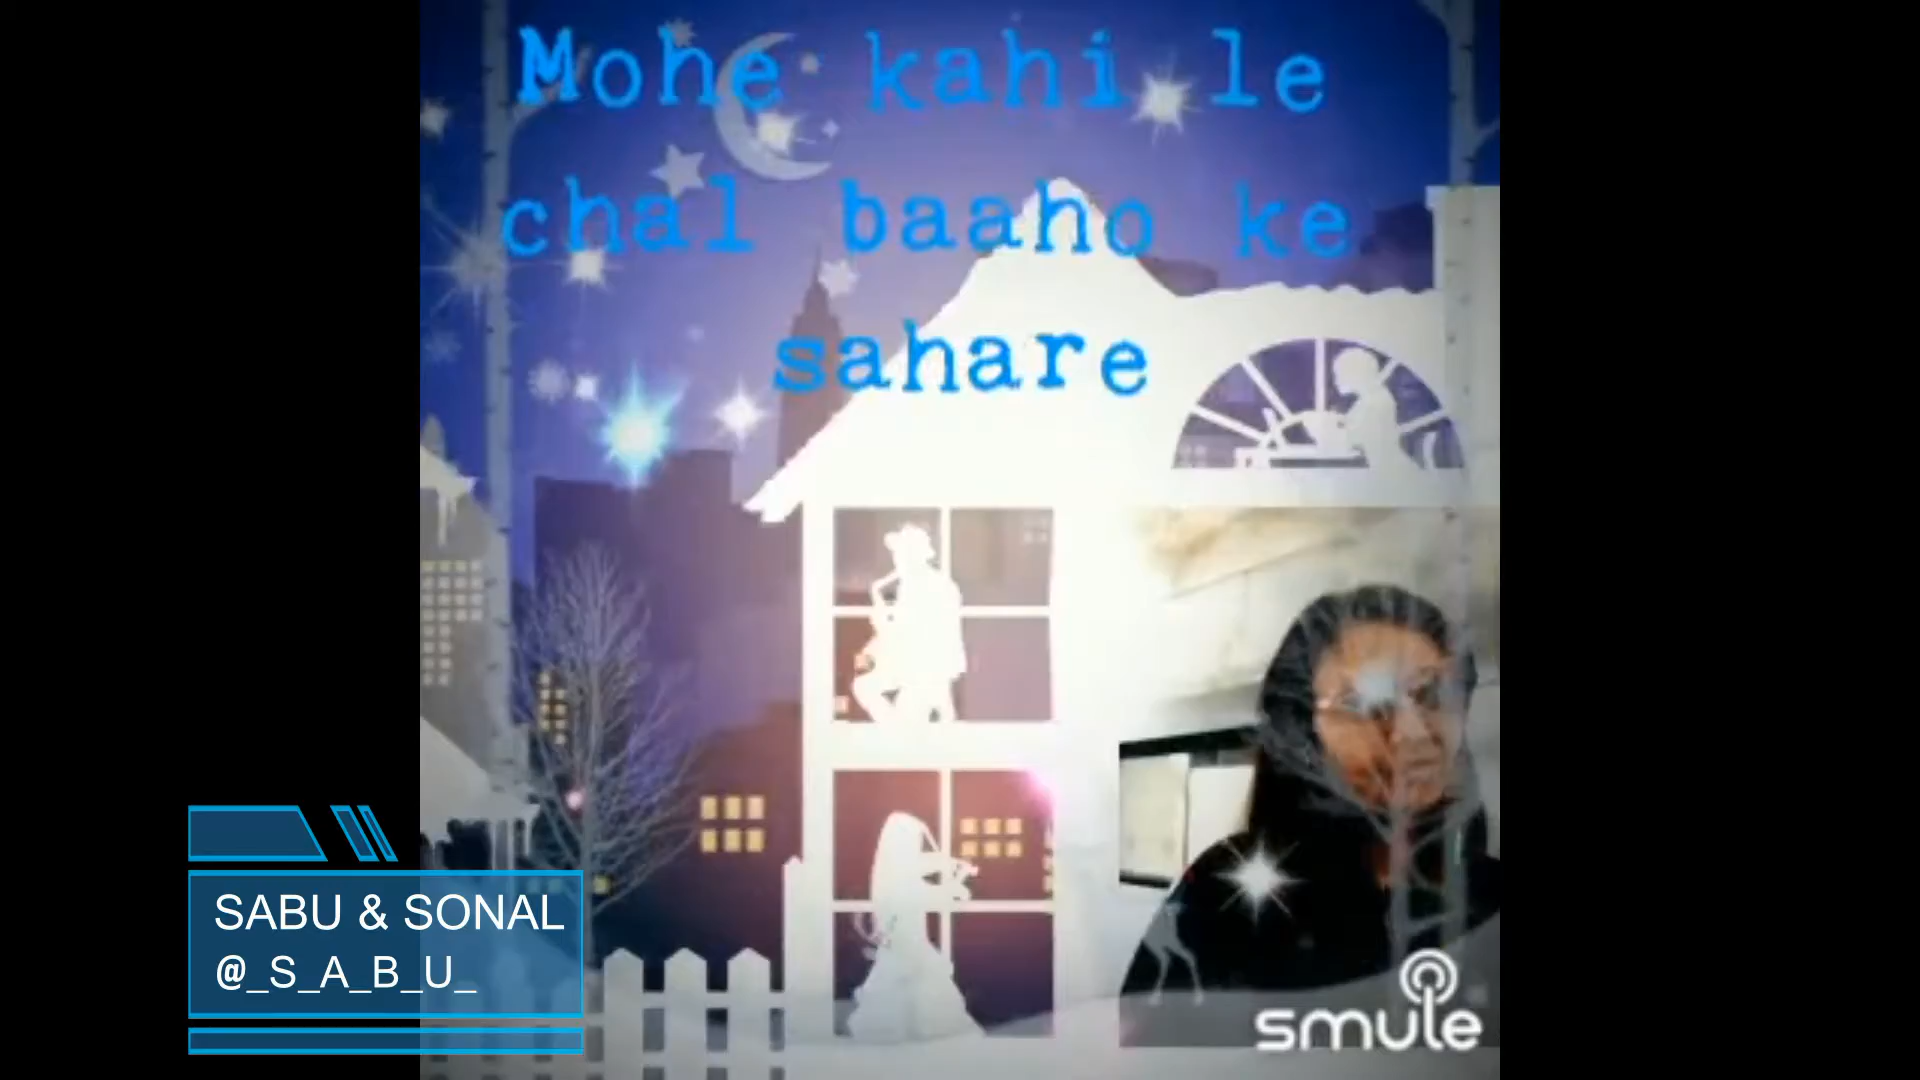 Mohe kahi le
chal baaho ke
sahare
SABU & SONAL
@_S_A_B_U_
smule